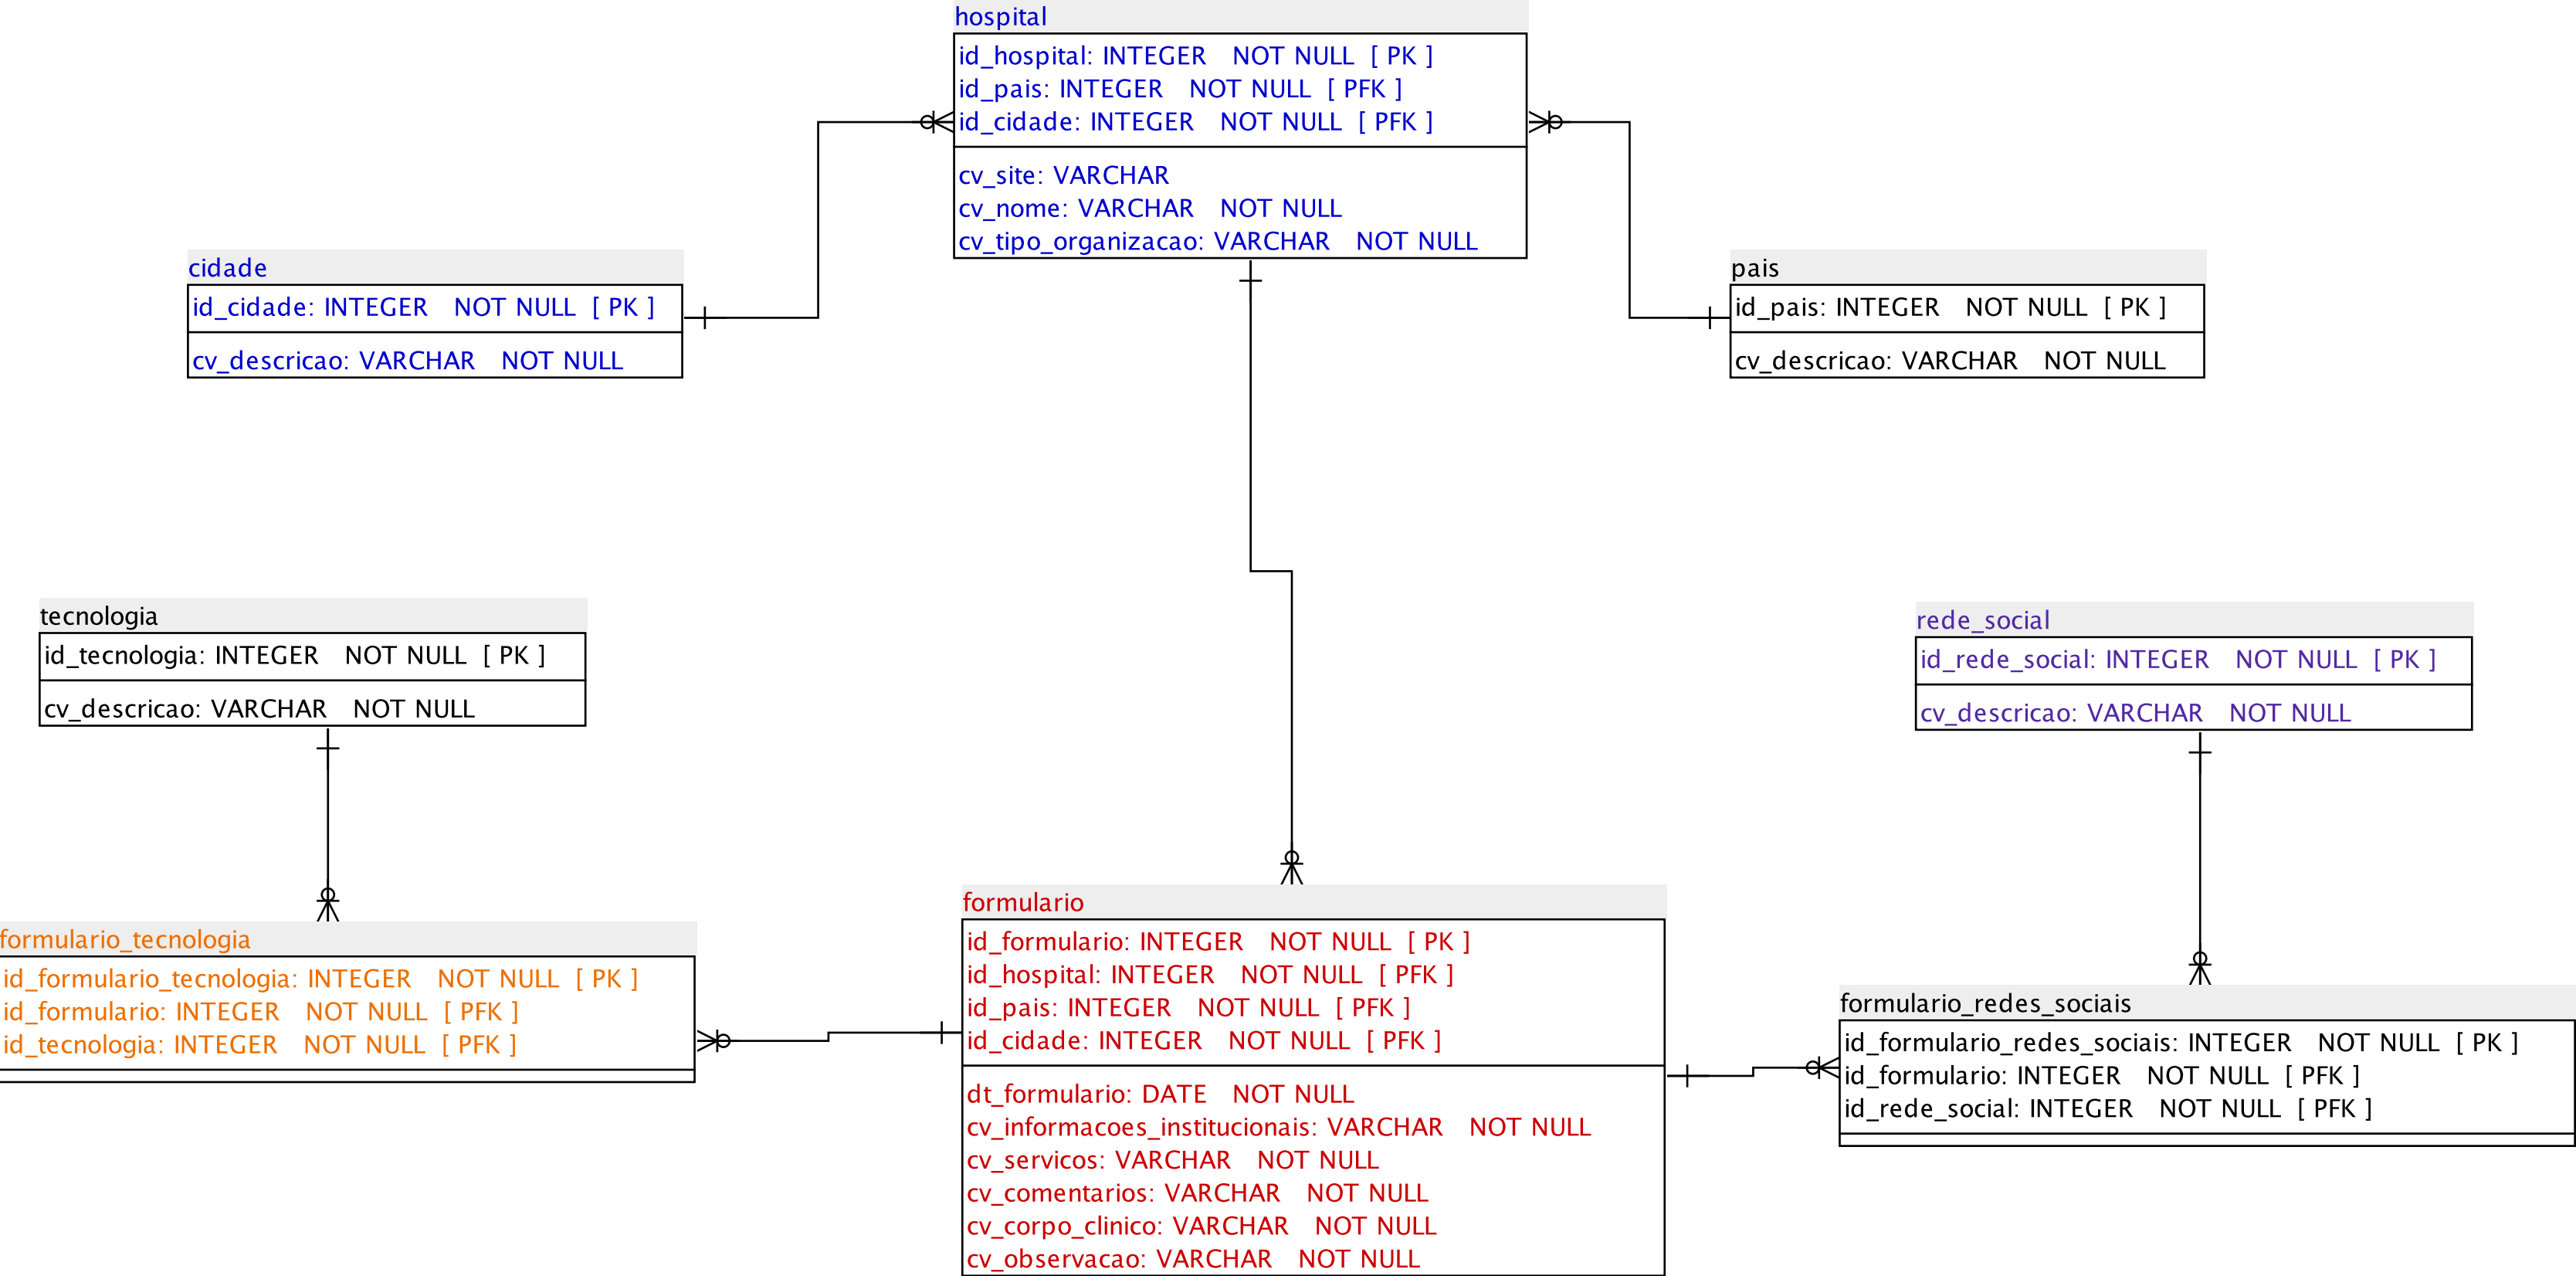 hospital
id_hospital: INTEGER NOT NULL [ PK ]
id_pais: INTEGER NOT NULL [ PFK ]
id_cidade: INTEGER NOT NULL [ PFK ]
cv_site: VARCHAR
cv_nome: VARCHAR NOT NULL
cv_tipo_organizacao: VARCHAR NOT NULL
cidade
id_cidade: INTEGER NOT NULL [ PK ]
cv_descricao: VARCHAR NOT NULL
pais
id_pais: INTEGER NOT NULL [ PK ]
cv_descricao: VARCHAR NOT NULL
tecnologia
id_tecnologia: INTEGER NOT NULL [ PK ]
cv_descricao: VARCHAR NOT NULL
rede_social
id_rede_social: INTEGER NOT NULL [ PK ]
cv_descricao: VARCHAR NOT NULL
formulario_tecnologia
id_formulario_tecnologia: INTEGER NOT NULL [ PK ]
id_formulario: INTEGER NOT NULL [ PFK ]
id_tecnologia: INTEGER NOT NULL [ PFK ]
formulario
id_formulario: INTEGER NOT NULL [ PK ]
id_hospital: INTEGER NOT NULL [ PFK ]
id_pais: INTEGER NOT NULL [ PFK ]
id_cidade: INTEGER NOT NULL [ PFK ]
dt_formulario: DATE NOT NULL
cv_informacoes_institucionais: VARCHAR NOT NULL
cv_servicos: VARCHAR NOT NULL
cv_comentarios: VARCHAR NOT NULL
cv_corpo_clinico: VARCHAR NOT NULL
cv_observacao: VARCHAR NOT NULL
formulario_redes_sociais
id_formulario_redes_sociais: INTEGER NOT NULL [ PK ]
id_formulario: INTEGER NOT NULL [ PFK ]
id_rede_social: INTEGER NOT NULL [ PFK ]